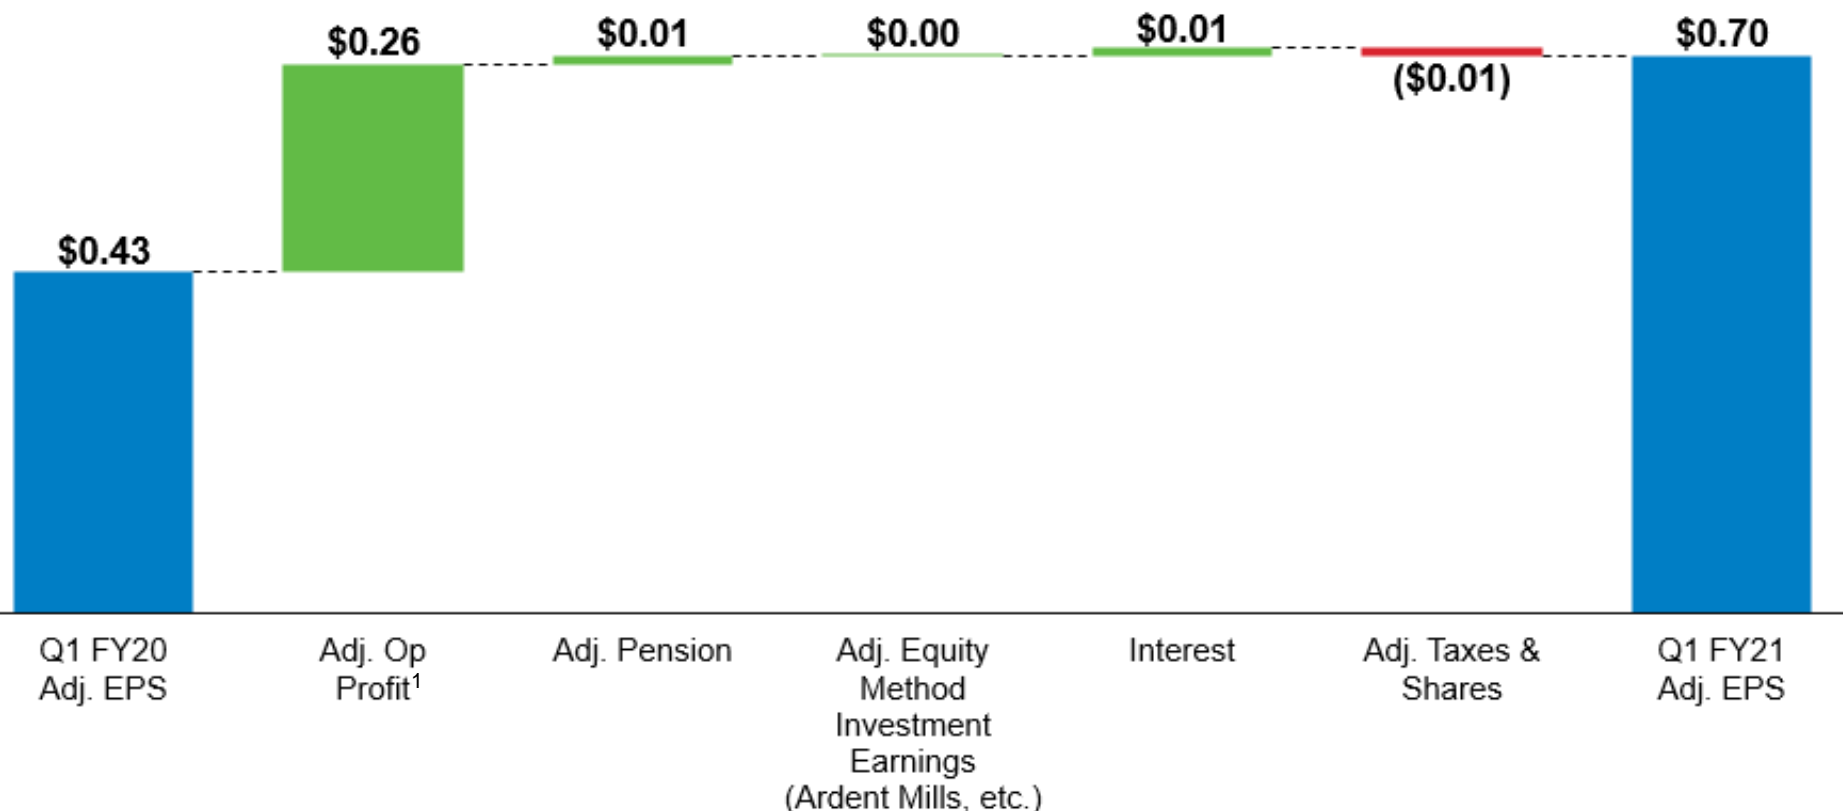 $0.43
$0.26
$0.01
$0.00
$0.01
($0.01)
$0.70
Q1 FY20
Adj. EPS
Adj. Op
Profit¹
Adj. Pension
Adj. Equity
Method
Investment
Earnings
(Ardent Mills, etc.)
Interest
Adj. Taxes &
Shares
Q1 FY21
Adj. EPS